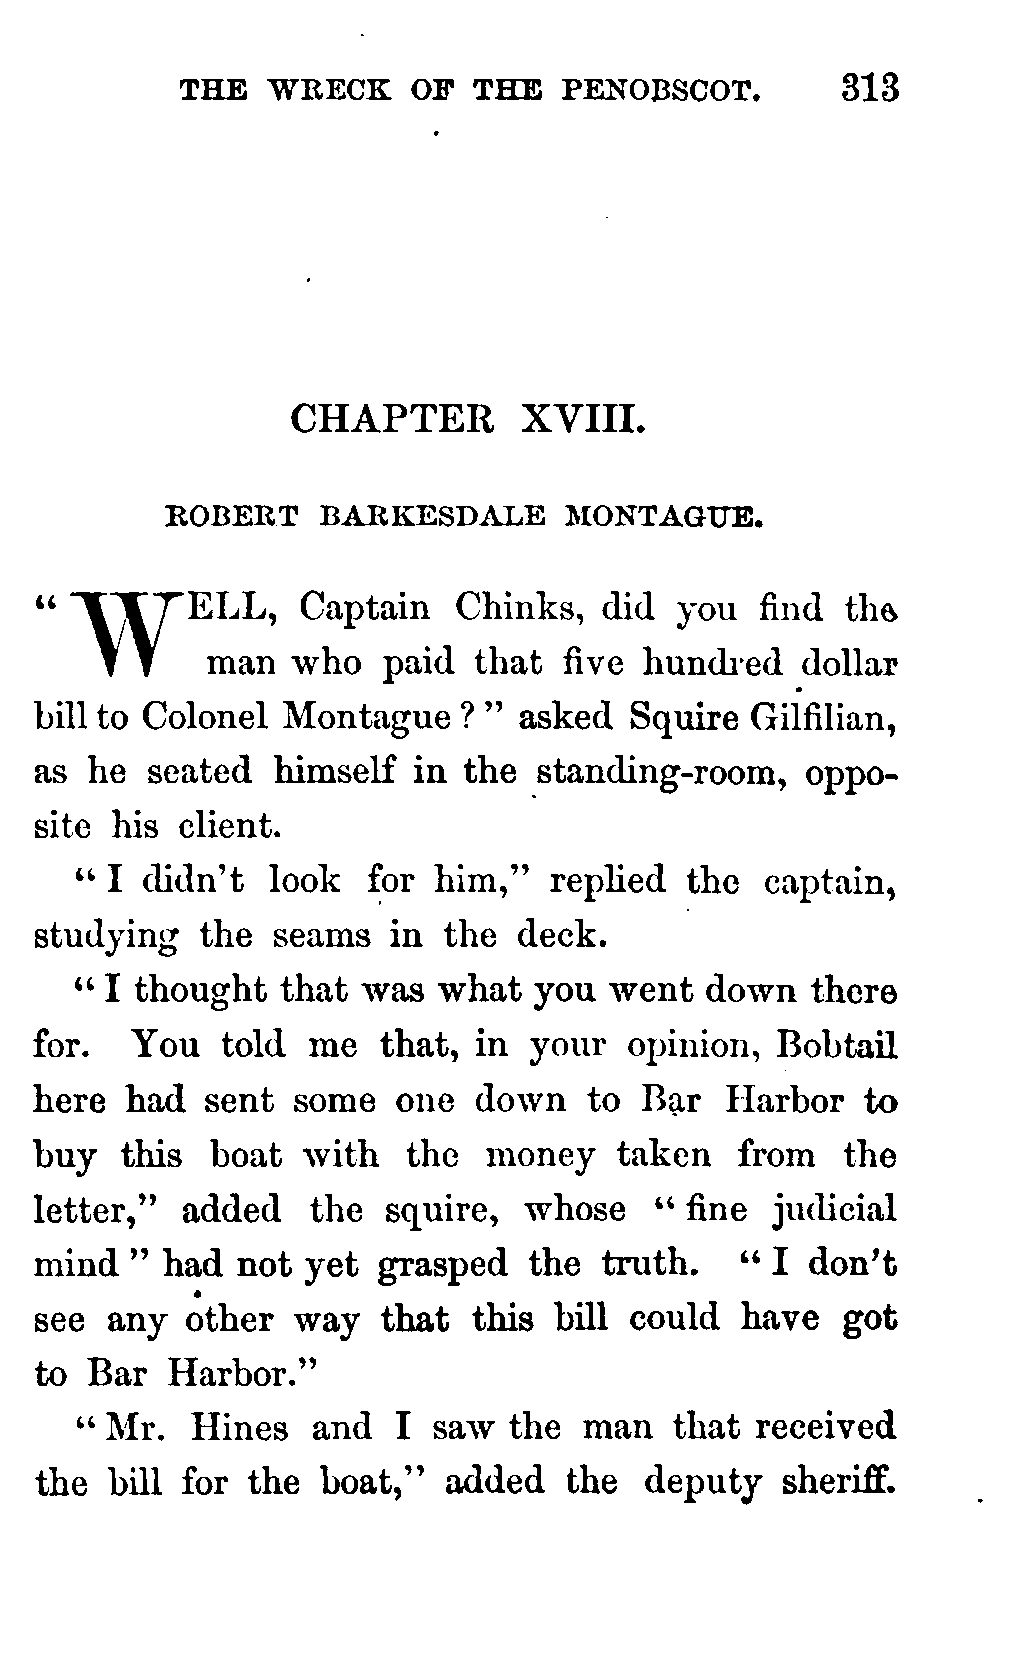 THE WRECK OF THE PENOBSCOT. 313
CHAPTER XVIII.
ROBERT BARKESDALE MONTAGUE.
“WELL, Captain Chinks, did you find the
man who paid that five hundred dollar
bill to Colonel Montague?” asked Squire Gilfilian,
as he seated himself in the standing-room, oppo-
site his client.
“I didn’t look for him,” replied the captain,
studying the seams in the deck.
“I thought that was what you went down there
for. You told me that, in your opinion, Bobtail
here had sent some one down to Bar Harbor to
buy this boat with the money taken from the
letter,” added the squire, whose “fine judicial
mind” had not yet grasped the truth. “I don’t
see any other way that this bill could have got
to Bar Harbor.”
“Mr. Hines and I saw the man that received
the bill for the boat,” added the deputy sheriff.